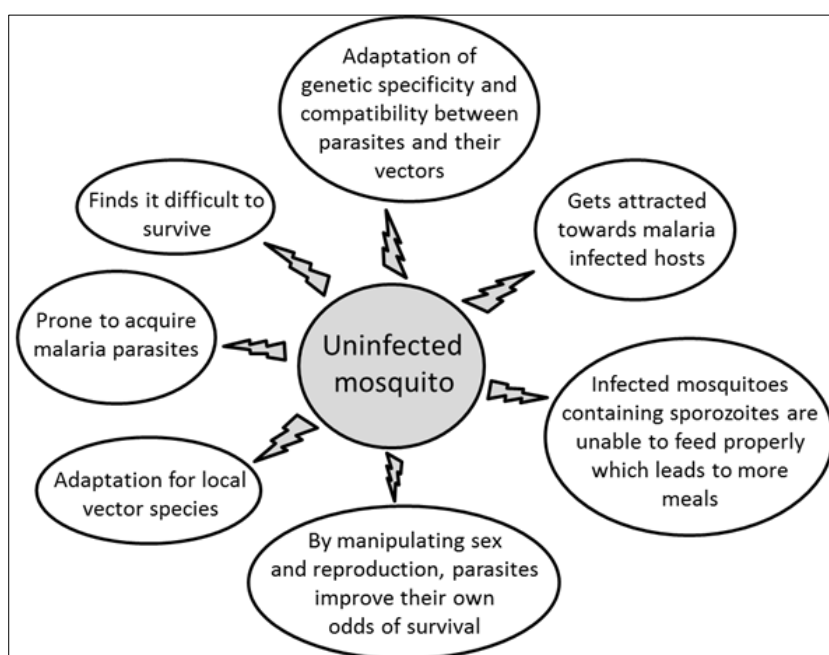 Adaptation of
genetic specificity and
compatibility between
parasites and their
vectors
Finds it difficult to
survive
Gets attracted
towards malaria
infected hosts
Prone to acquire
malaria parasites
Uninfected
mosquito
Infected mosquitoes
containing sporozoites are
unable to feed properly
which leads to more
meals
Adaptation for local
vector species
By manipulating sex
and reproduction, parasites
improve their own
odds of survival